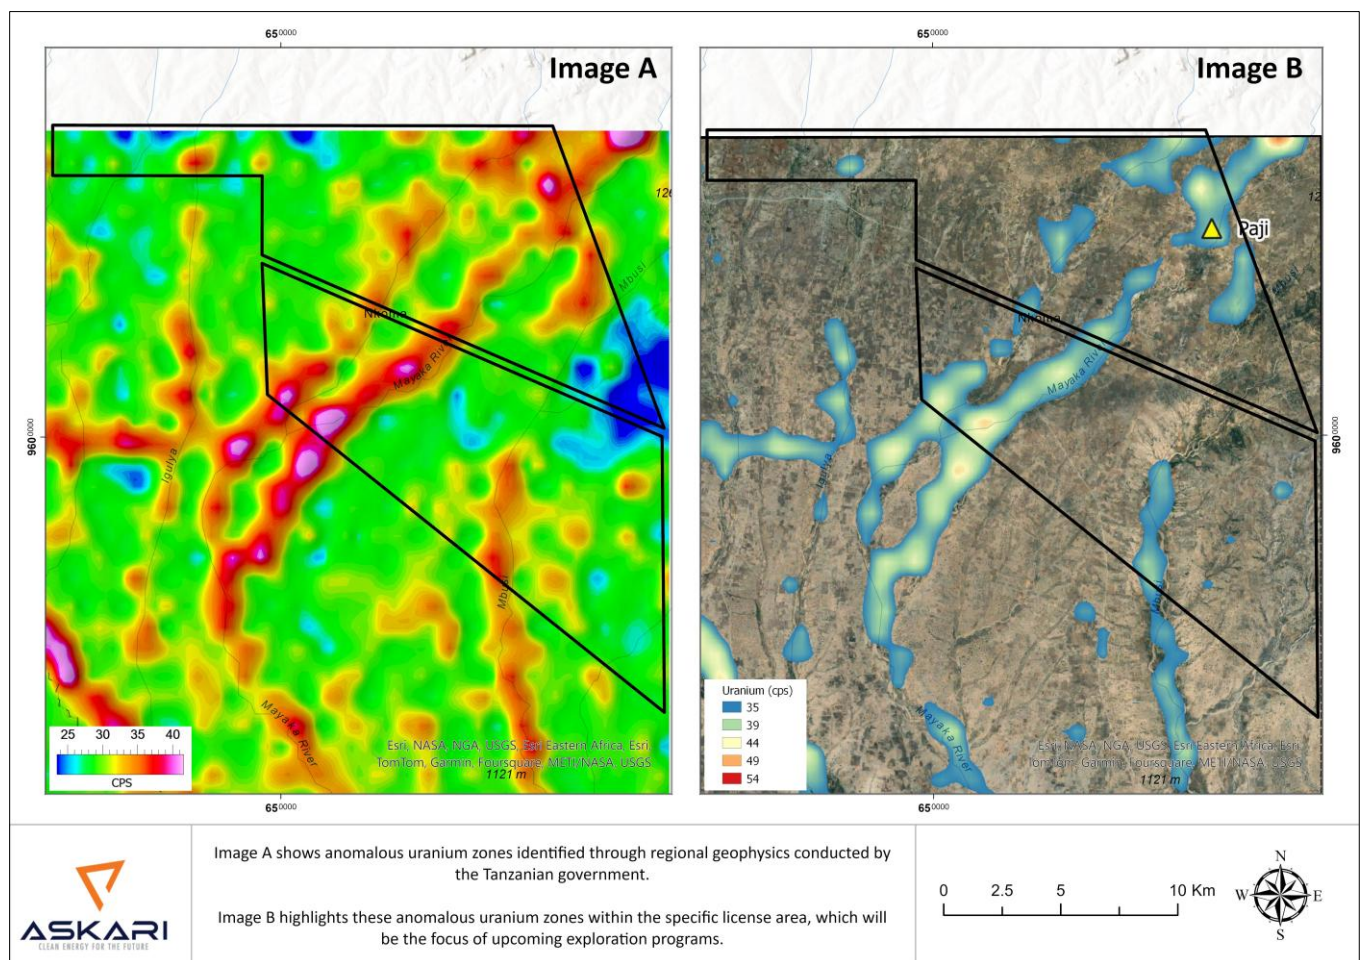 65⁰⁰⁰⁰
65⁰⁰⁰⁰
Image A
Image B
126
12
Paji
Mbusi
Mbusi
Nkoma
Nkoma
Mayaka River
Mayaka River
960⁰⁰⁰⁰
960⁰⁰⁰⁰
Igulya
Igulya
Mbusi
Mbusi
Mayaka River
Mayaka River
25 30 35 40
CPS
Uranium (cps)
35
39
44
49
54
Esri, NASA, NGA, USGS, Esri Eastern Africa, Esri,
TomTom, Garmin, Foursquare, METI/NASA, USGS
1121 m
Esri, NASA, NGA, USGS, Esri Eastern Africa, Esri,
TomTom, Garmin, Foursquare, METI/NASA, USGS
1121 m
65⁰⁰⁰⁰
65⁰⁰⁰⁰
ASKARI
CLEAN ENERGY FOR THE FUTURE
Image A shows anomalous uranium zones identified through regional geophysics conducted by
the Tanzanian government.
Image B highlights these anomalous uranium zones within the specific license area, which will
be the focus of upcoming exploration programs.
0 2.5 5 10 Km
N
W E
S